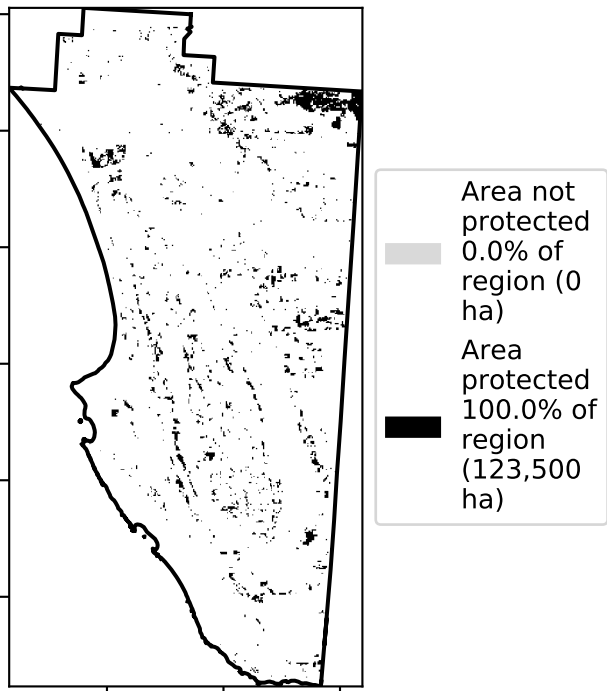 Area not
protected
0.0% of
region (0
ha)
Area
protected
100.0% of
region
(123,500
ha)